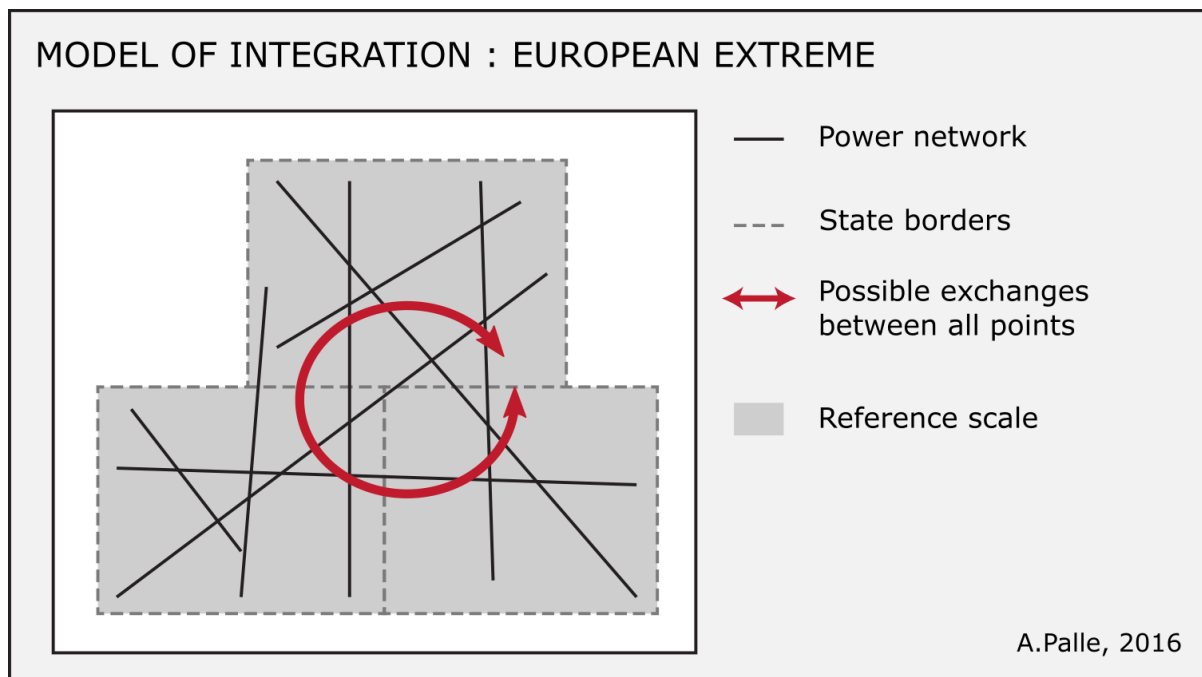 MODEL OF INTEGRATION : EUROPEAN EXTREME
Power network
State borders
Possible exchanges
between all points
Reference scale
A.Palle, 2016